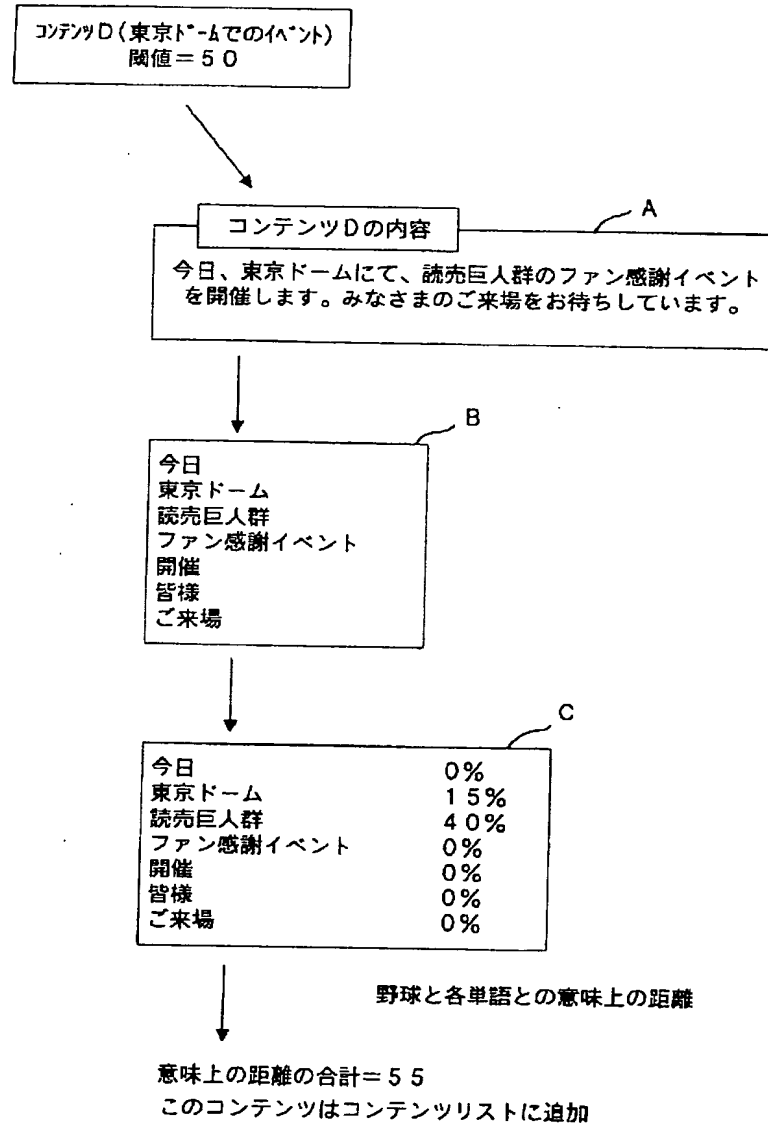 コンテンツD(東京ドームでのイベント)
閾値=50
A
コンテンツDの内容
今日、東京ドームにて、読売巨人群のファン感謝イベント
を開催します。みなさまのご来場をお待ちしています。
B
今日
東京ドーム
読売巨人群
ファン感謝イベント
開催
皆様
ご来場
C
今日 0%
東京ドーム 15%
読売巨人群 40%
ファン感謝イベント 0%
開催 0%
皆様 0%
ご来場 0%
野球と各単語との意味上の距離
意味上の距離の合計=55
このコンテンツはコンテンツリストに追加